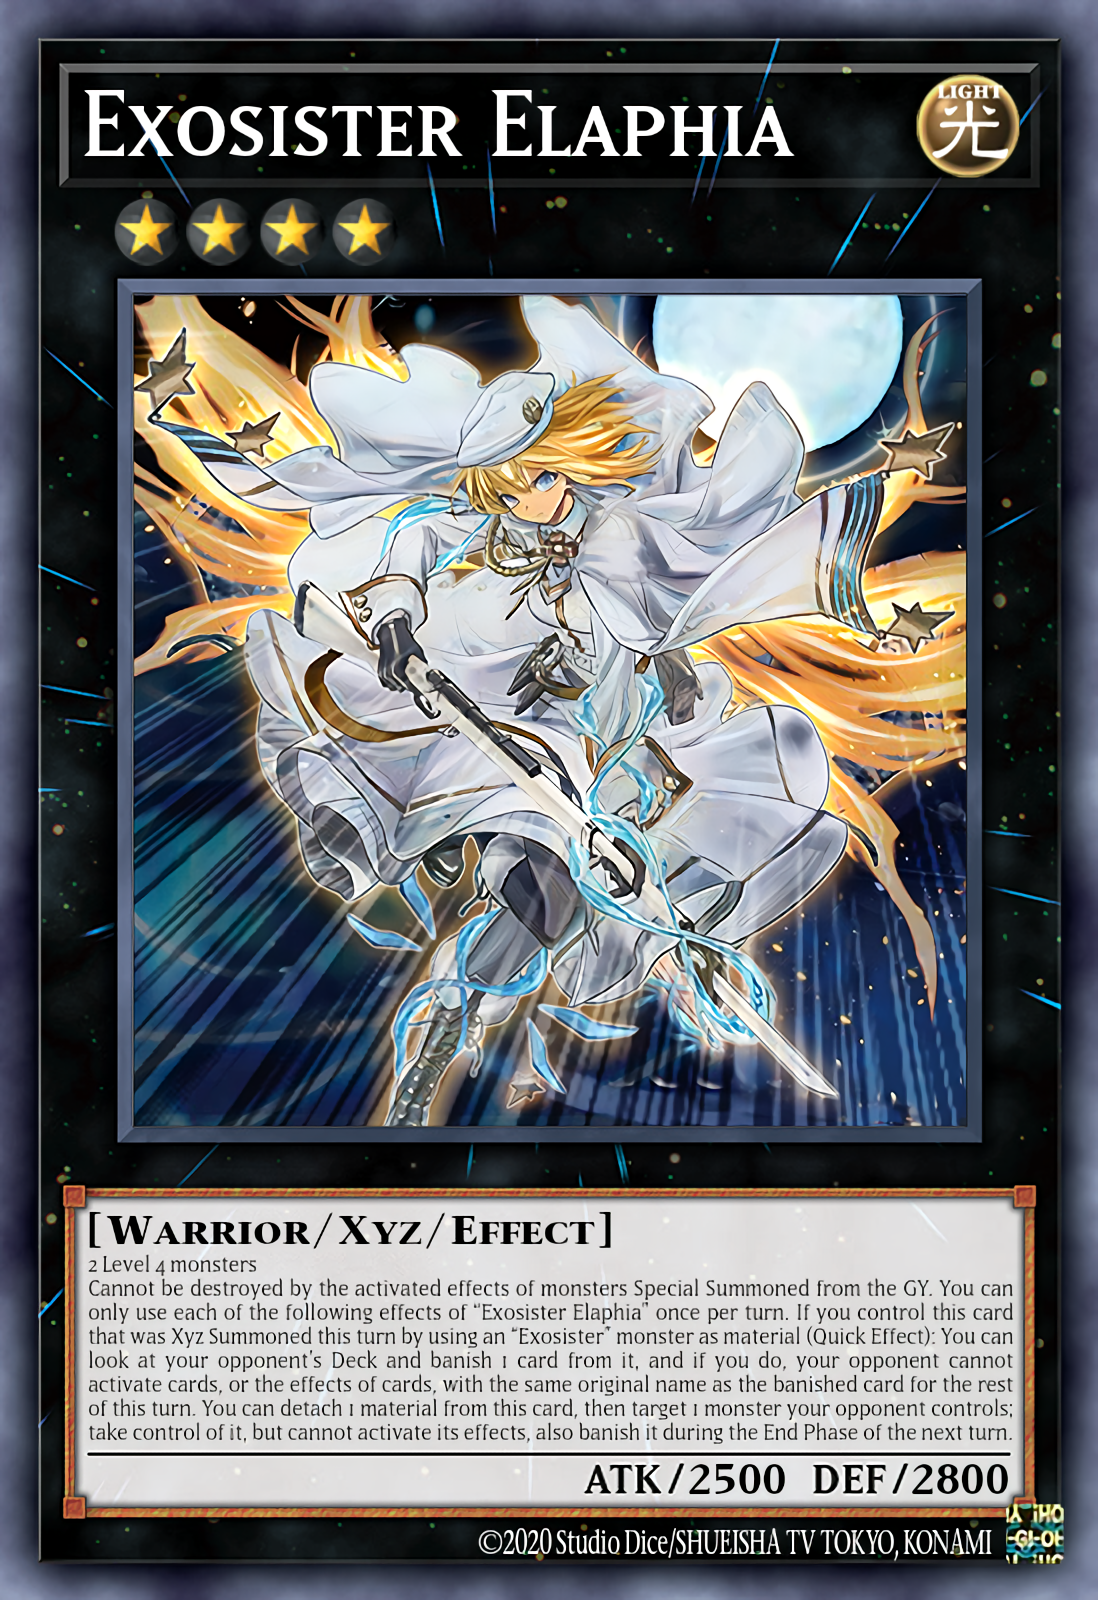 Exosister Elaphia
LIGHT
光
[Warrior/Xyz/Effect]
2 Level 4 monsters
Cannot be destroyed by the activated effects of monsters Special Summoned from the GY. You can
only use each of the following effects of “Exosister Elaphia” once per turn. If you control this card
that was Xyz Summoned this turn by using an “Exosister” monster as material (Quick Effect): You can
look at your opponent's Deck and banish 1 card from it, and if you do, your opponent cannot
activate cards, or the effects of cards, with the same original name as the banished card for the rest
of this turn. You can detach 1 material from this card, then target 1 monster your opponent controls;
take control of it, but cannot activate its effects, also banish it during the End Phase of the next turn.
ATK/2500 DEF/2800
©2020 Studio Dice/SHUEISHA TV TOKYO, KONAMI